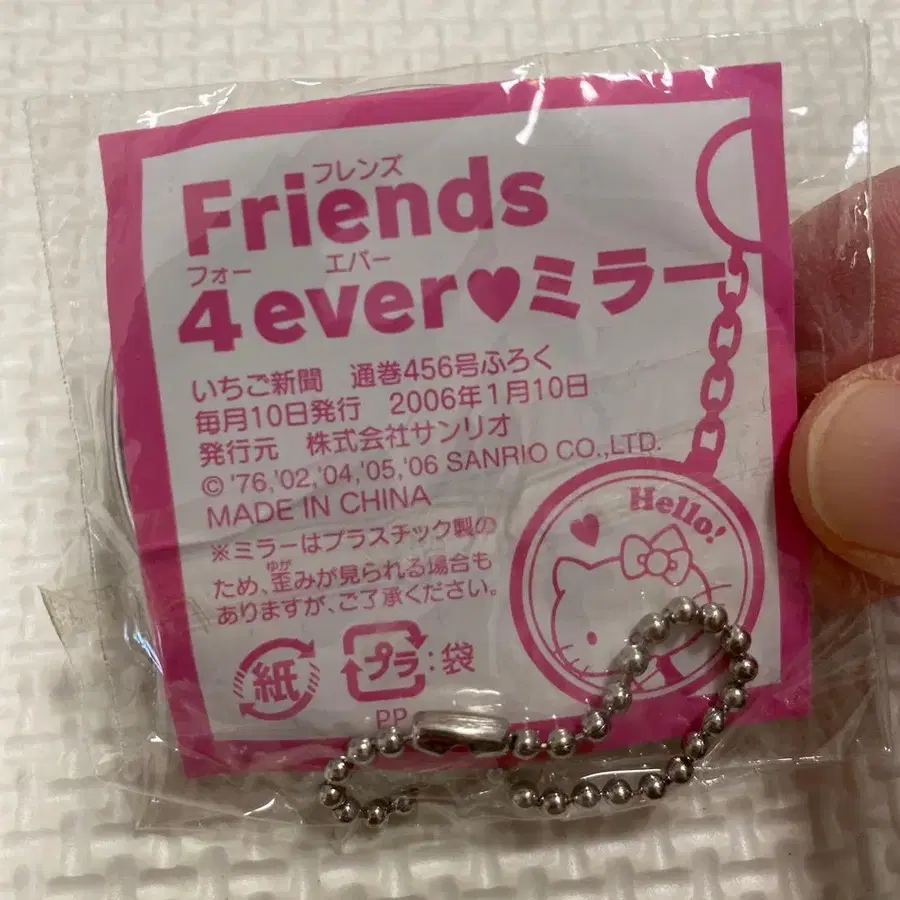 フレンズ
Friends
フォー エバー
4ever♥ミラー
いちご新聞 通巻456号ふろく
毎月10日発行 2006年1月10日
発行元 株式会社サンリオ
© '76,'02,'04,'05,'06 SANRIO CO.,LTD.
MADE IN CHINA
※ミラーはプラスチック製の
ゆが
ため、歪みが見られる場合も
ありますが、ご了承ください。
Hello!
紙
プラ:袋
PP